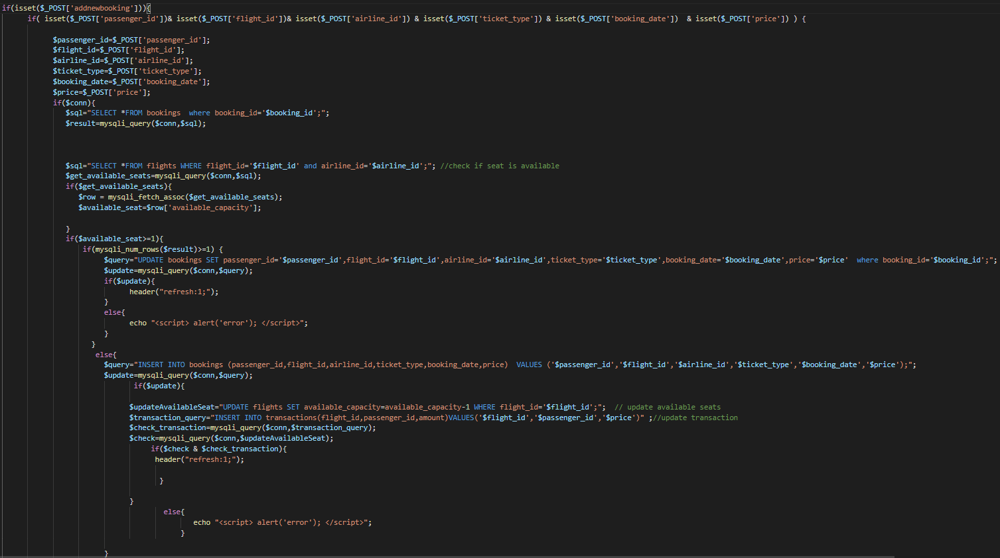 if(isset($_POST['addnewbooking'])){
if( isset($_POST['passenger_id'])& isset($_POST['flight_id'])& isset($_POST['airline_id']) & isset($_POST['ticket_type']) & isset($_POST['booking_date'])  & isset($_POST['price']) ) {
$passenger_id=$_POST['passenger_id'];
$flight_id=$_POST['flight_id'];
$airline_id=$_POST['airline_id'];
$ticket_type=$_POST['ticket_type'];
$booking_date=$_POST['booking_date'];
$price=$_POST['price'];
if($conn){
$sql="SELECT *FROM bookings  where booking_id='$booking_id';";
$result=mysqli_query($conn,$sql);
$sql="SELECT *FROM flights WHERE flight_id='$flight_id' and airline_id='$airline_id';"; //check if seat is available
$get_available_seats=mysqli_query($conn,$sql);
if($get_available_seats){
$row = mysqli_fetch_assoc($get_available_seats);
$available_seat=$row['available_capacity'];
}
if($available_seat>=1){
if(mysqli_num_rows($result)>=1) {
$query="UPDATE bookings SET passenger_id='$passenger_id',flight_id='$flight_id',airline_id='$airline_id',ticket_type='$ticket_type',booking_date='$booking_date',price='$price'  where booking_id='$booking_id';";
$update=mysqli_query($conn,$query);
if($update){
header("refresh:1;");
}
else{
echo "<script> alert('error'); </script>";
}
}
else{
$query="INSERT INTO bookings (passenger_id,flight_id,airline_id,ticket_type,booking_date,price)  VALUES ('$passenger_id','$flight_id','$airline_id','$ticket_type','$booking_date','$price');";
$update=mysqli_query($conn,$query);
if($update){
$updateAvailableSeat="UPDATE flights SET available_capacity=available_capacity-1 WHERE flight_id='$flight_id';";  // update available seats
$transaction_query="INSERT INTO transactions(flight_id,passenger_id,amount)VALUES('$flight_id','$passenger_id','$price')" ;//update transaction
$check_transaction=mysqli_query($conn,$transaction_query);
$check=mysqli_query($conn,$updateAvailableSeat);
if($check & $check_transaction){
header("refresh:1;");
}
}
else{
echo "<script> alert('error'); </script>";
}
}